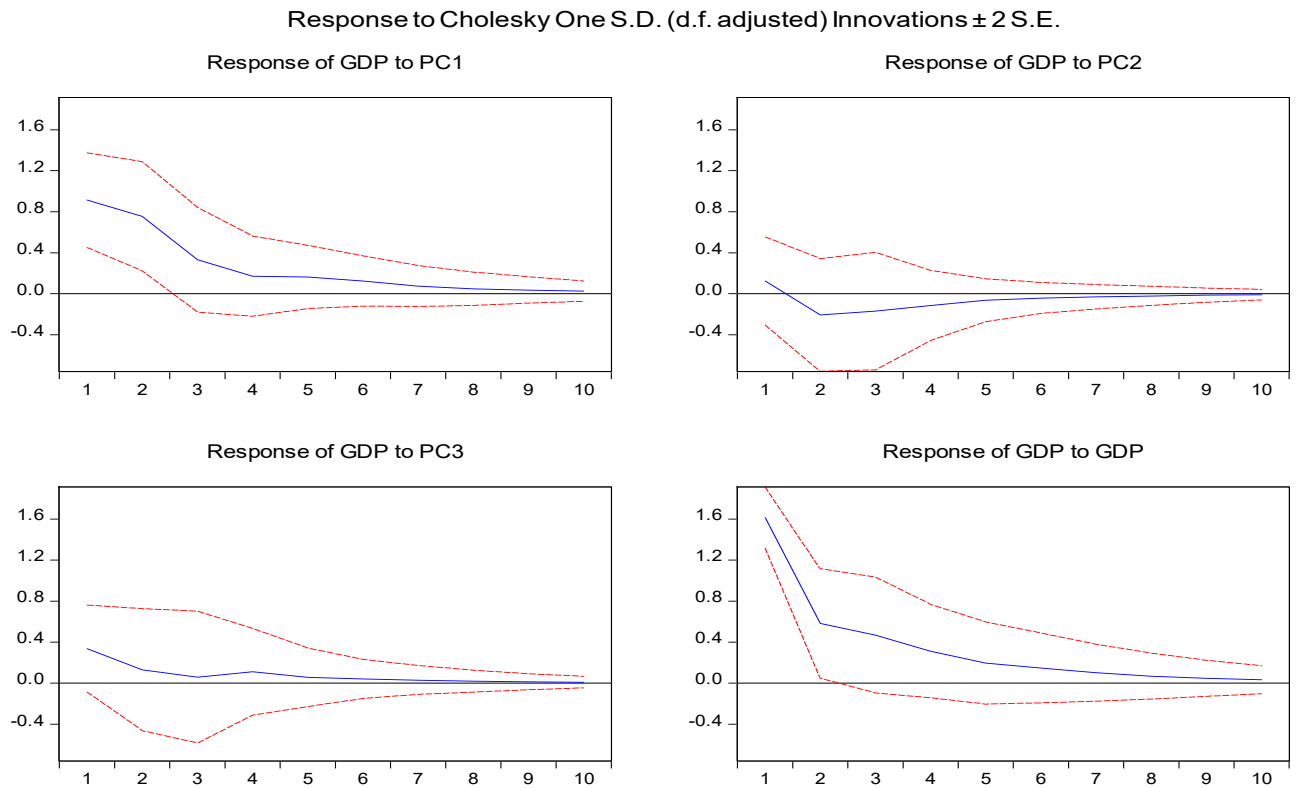 Response to Cholesky One S.D. (d.f. adjusted) Innovations ± 2 S.E.
Response of GDP to PC1
1.6
1.2
0.8
0.4
0.0
-0.4
1 2 3 4 5 6 7 8 9 10
Response of GDP to PC2
1.6
1.2
0.8
0.4
0.0
-0.4
1 2 3 4 5 6 7 8 9 10
Response of GDP to PC3
1.6
1.2
0.8
0.4
0.0
-0.4
1 2 3 4 5 6 7 8 9 10
Response of GDP to GDP
1.6
1.2
0.8
0.4
0.0
-0.4
1 2 3 4 5 6 7 8 9 10